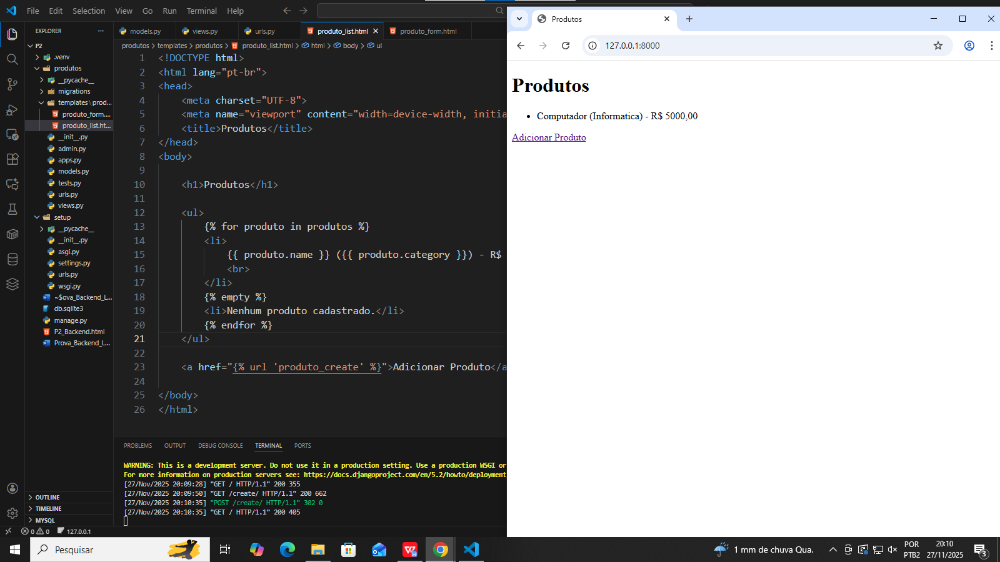 File Edit Selection View Go Run Terminal Help
EXPLORER
P2
.venv
produtos
__pycache__
migrations
templates\prod...
produto_form....
produto_list.ht...
__init__.py
admin.py
apps.py
models.py
tests.py
urls.py
views.py
setup
__pycache__
__init__.py
asgi.py
settings.py
urls.py
wsgi.py
~$ova_Backend_L...
db.sqlite3
manage.py
P2_Backend.html
Prova_Backend_L...
OUTLINE
TIMELINE
MYSQL
models.py views.py urls.py produto_list.html produto_form.html
produtos > templates > produtos > produto_list.html > html > body > ul
1 <!DOCTYPE html>
2 <html lang="pt-br">
3 <head>
4 <meta charset="UTF-8">
5 <meta name="viewport" content="width=device-width, initia
6 <title>Produtos</title>
7 </head>
8 <body>
9
10 <h1>Produtos</h1>
11
12 <ul>
13 {% for produto in produtos %}
14 <li>
15 {{ produto.name }} ({{ produto.category }}) - R$
16 <br>
17 </li>
18 {% empty %}
19 <li>Nenhum produto cadastrado.</li>
20 {% endfor %}
21 </ul>
22
23 <a href="{% url 'produto_create' %}">Adicionar Produto</a
24
25 </body>
26 </html>
PROBLEMS OUTPUT DEBUG CONSOLE TERMINAL PORTS
WARNING: This is a development server. Do not use it in a production setting. Use a production WSGI or
For more information on production servers see: https://docs.djangoproject.com/en/5.2/howto/deployment
[27/Nov/2025 20:09:28] "GET / HTTP/1.1" 200 355
[27/Nov/2025 20:09:50] "GET /create/ HTTP/1.1" 200 662
[27/Nov/2025 20:10:35] "POST /create/ HTTP/1.1" 302 0
[27/Nov/2025 20:10:35] "GET / HTTP/1.1" 200 405
0 0 127.0.0.1
Produtos
127.0.0.1:8000
Produtos
Computador (Informatica) - R$ 5000,00
Adicionar Produto
Pesquisar
1 mm de chuva Qua.
POR
PTB2
20:10
27/11/2025
3